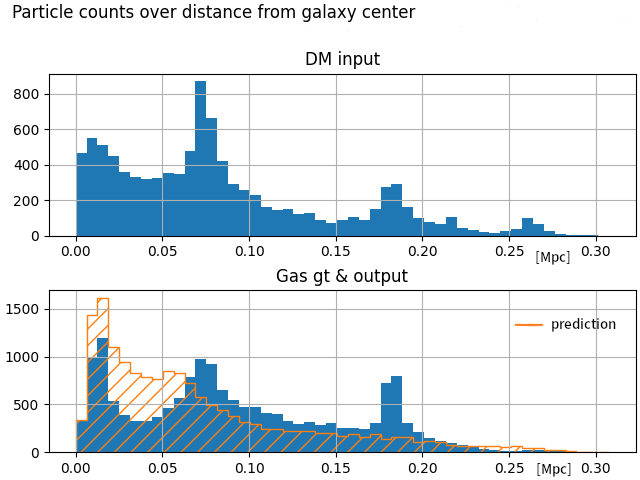 Particle counts over distance from galaxy center
DM input
800
600
400
200
0
0.00 0.05 0.10 0.15 0.20 0.25 0.30
[Mpc]
Gas gt & output
1500
1000
500
0
prediction
0.00 0.05 0.10 0.15 0.20 0.25 0.30
[Mpc]